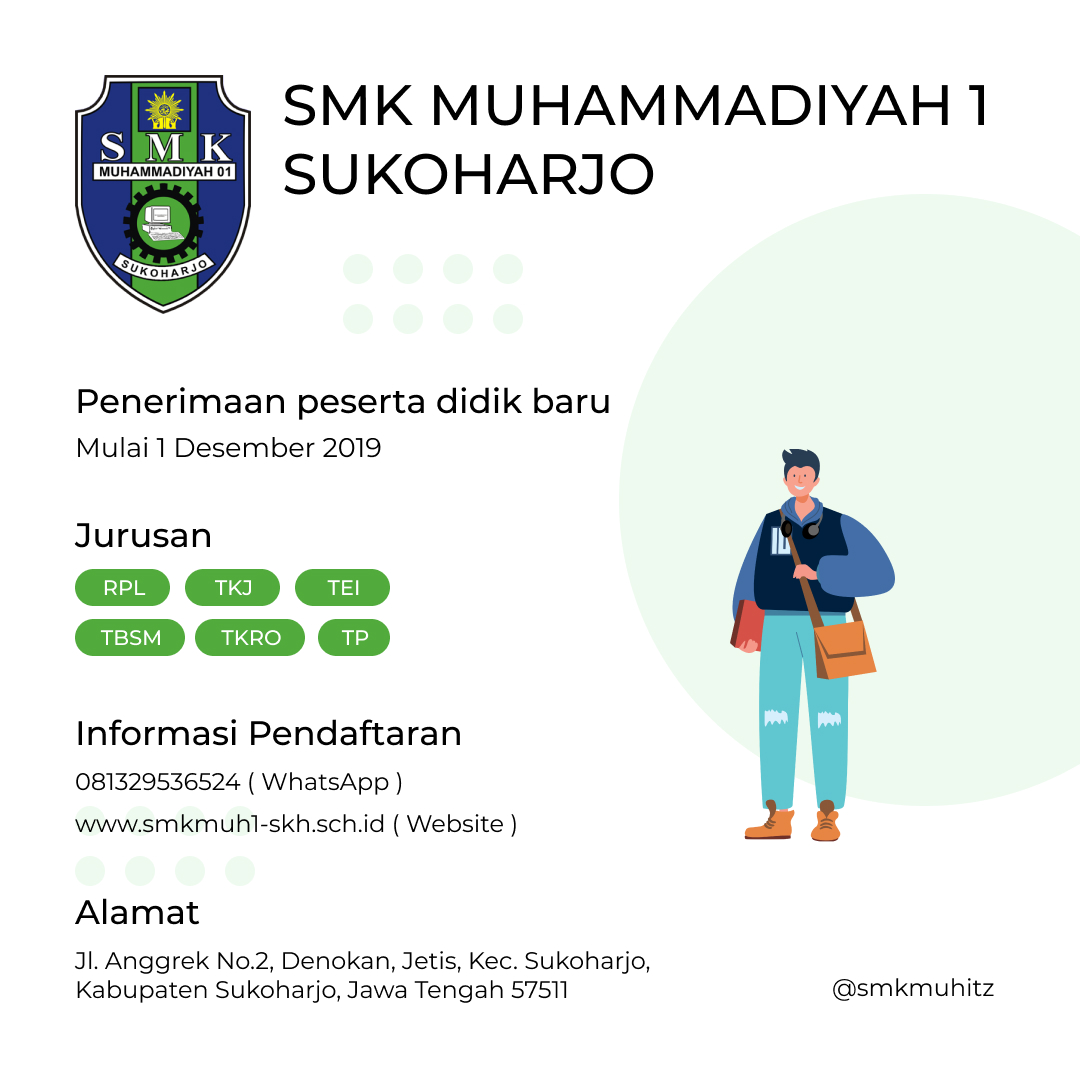 SMK
MUHAMMADIYAH 01
SUKOHARJO
SMK MUHAMMADIYAH 1
SUKOHARJO
Penerimaan peserta didik baru
Mulai 1 Desember 2019
Jurusan
RPL TKJ TEI
TBSM TKRO TP
Informasi Pendaftaran
081329536524 ( WhatsApp )
www.smkmuh1-skh.sch.id ( Website )
Alamat
Jl. Anggrek No.2, Denokan, Jetis, Kec. Sukoharjo,
Kabupaten Sukoharjo, Jawa Tengah 57511
@smkmuhitz